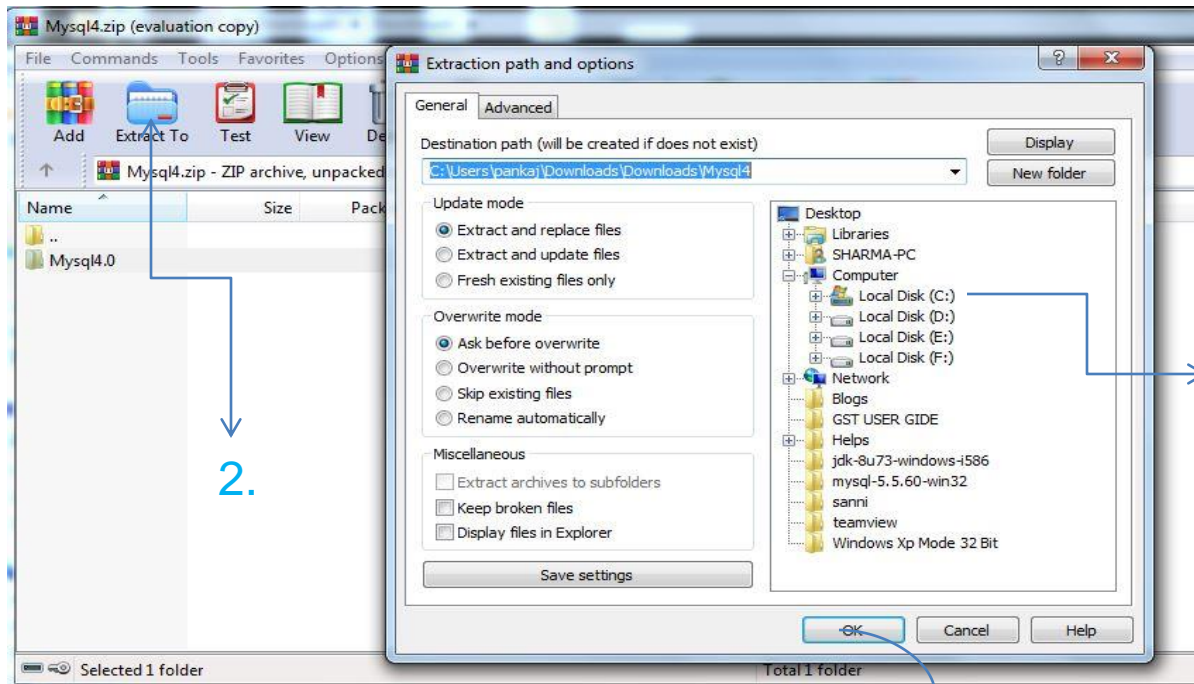 Mysql4.zip (evaluation copy)
File Commands Tools Favorites Options
Add Extract To Test View De
Mysql4.zip - ZIP archive, unpacked
Name Size Pack
..
Mysql4.0
2.
Selected 1 folder
Total 1 folder
Extraction path and options
? X
General Advanced
Destination path (will be created if does not exist)
Display
C:\Users\pankaj\Downloads\Downloads\Mysql4
New folder
Update mode
Extract and replace files
Extract and update files
Fresh existing files only
Overwrite mode
Ask before overwrite
Overwrite without prompt
Skip existing files
Rename automatically
Miscellaneous
Extract archives to subfolders
Keep broken files
Display files in Explorer
Save settings
Desktop
Libraries
SHARMA-PC
Computer
Local Disk (C:)
Local Disk (D:)
Local Disk (E:)
Local Disk (F:)
Network
Blogs
GST USER GIDE
Helps
jdk-8u73-windows-i586
mysql-5.5.60-win32
sanni
teamview
Windows Xp Mode 32 Bit
OK Cancel Help